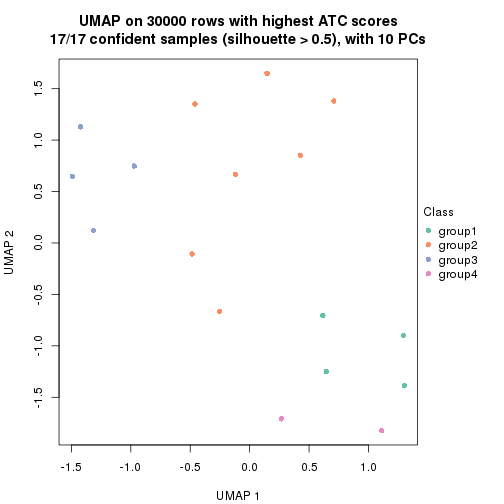 UMAP on 30000 rows with highest ATC scores
17/17 confident samples (silhouette > 0.5), with 10 PCs
1.5
1.0
0.5
0.0
-0.5
-1.0
-1.5
UMAP 2
Class
group1
group2
group3
group4
-1.5 -1.0 -0.5 0.0 0.5 1.0
UMAP 1